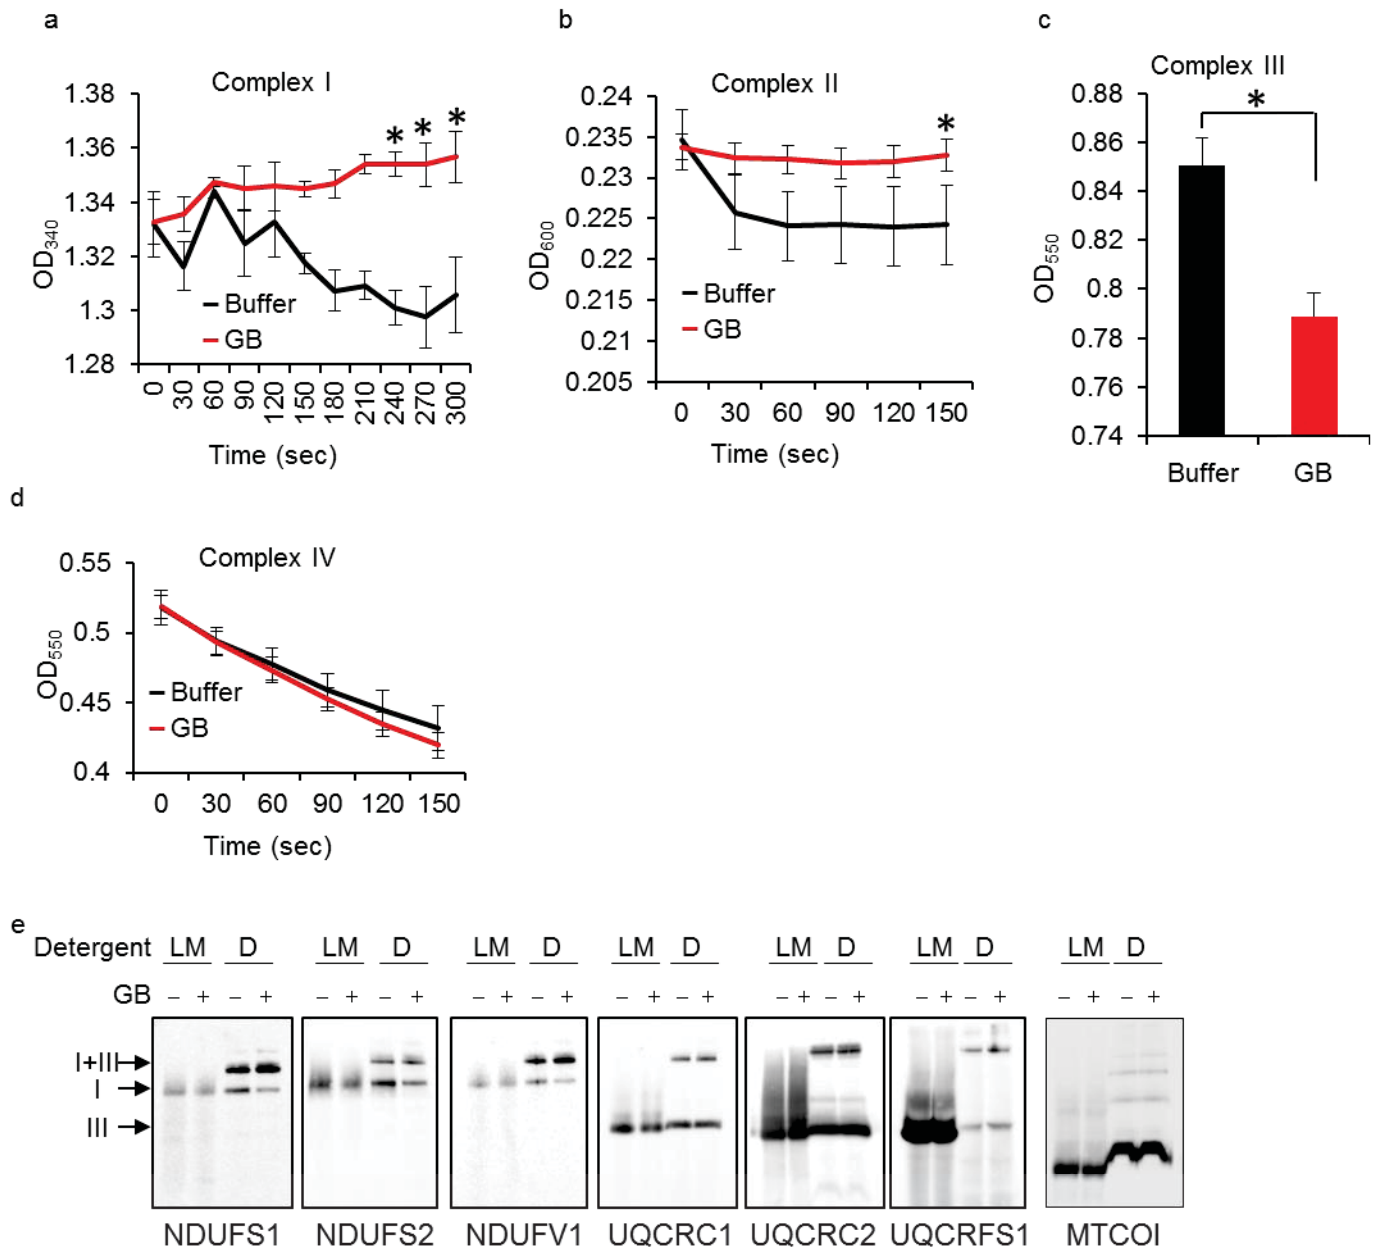 a
Complex I
1.38
1.36
1.34
1.32
1.3
1.28
OD340
Buffer
GB
* * *
0 30 60 90 120 150 180 210 240 270 300
Time (sec)
b
Complex II
0.24
0.235
0.23
0.225
0.22
0.215
0.21
0.205
OD600
Buffer
GB
*
0 30 60 90 120 150
Time (sec)
c
Complex III
*
0.88
0.86
0.84
0.82
0.8
0.78
0.76
0.74
OD550
Buffer GB
d
Complex IV
0.55
0.5
0.45
0.4
OD550
Buffer
GB
0 30 60 90 120 150
Time (sec)
e
Detergent LM D LM D LM D LM D LM D LM D LM D
GB – + – + – + – + – + – + – + – + – + – + – + – + – + – +
I+III
I
III
NDUFS1 NDUFS2 NDUFV1 UQCRC1 UQCRC2 UQCRFS1 MTCOI